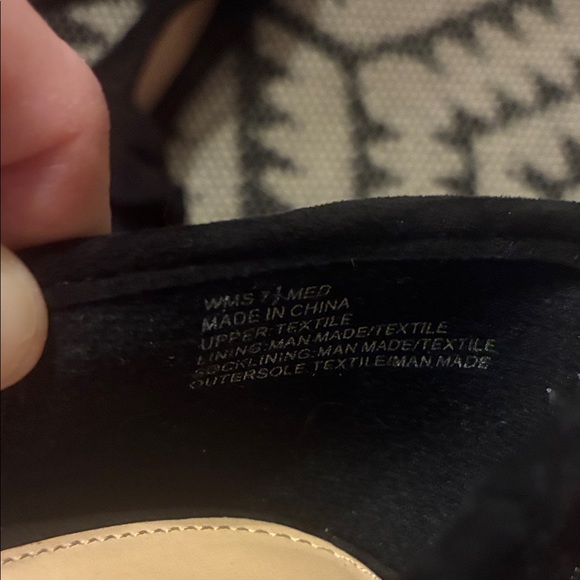 WMS 7½ MED
MADE IN CHINA
UPPER:TEXTILE
LINING:MAN MADE/TEXTILE
SOCKLINING:MAN MADE/TEXTILE
OUTERSOLE:TEXTILE/MAN MADE